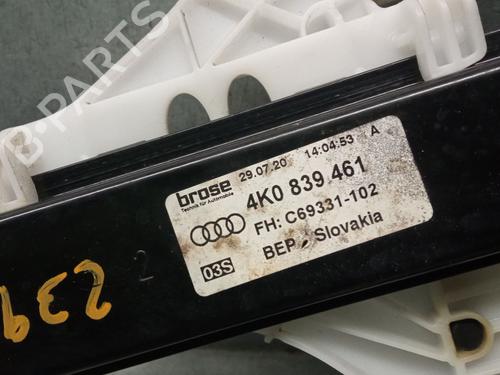 B-PARTS
brose
Technik für Automobile
29.07.20 14:04:53 A
4K0 839 461
FH: C69331-102
03S
BEP, Slovakia
2
239